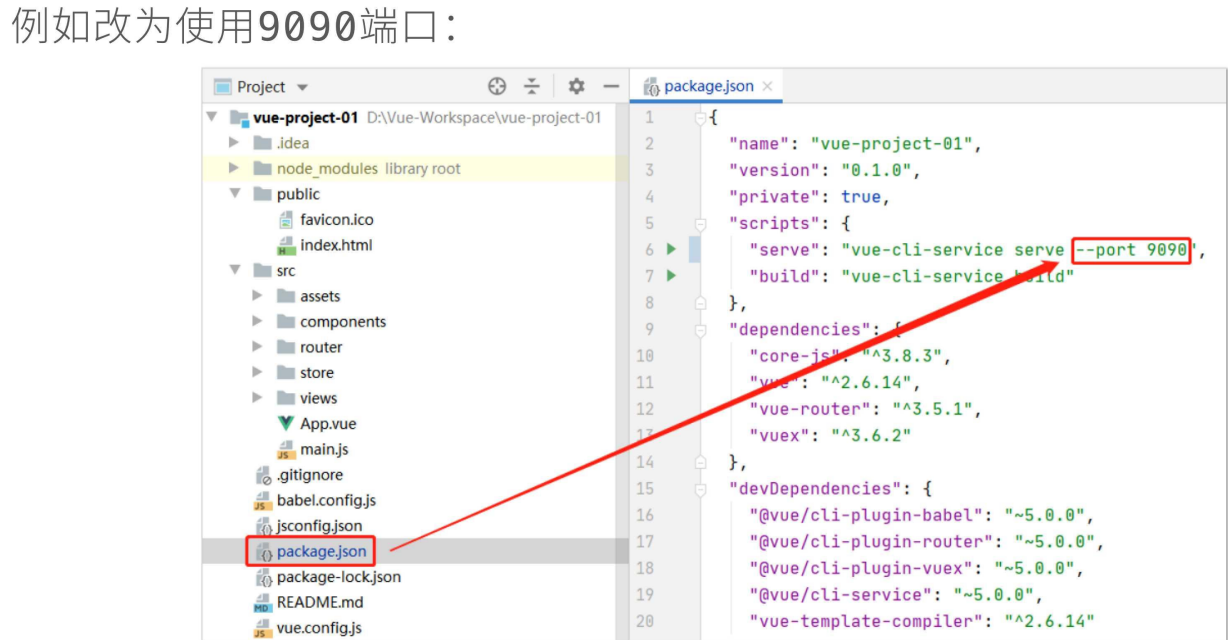 例如改为使用9090端口：
Project
package.json ×
vue-project-01 D:\Vue-Workspace\vue-project-01
.idea
node_modules library root
public
favicon.ico
index.html
src
assets
components
router
store
views
App.vue
main.js
.gitignore
babel.config.js
jsconfig.json
package.json
package-lock.json
README.md
vue.config.js
1 {
2 "name": "vue-project-01",
3 "version": "0.1.0",
4 "private": true,
5 "scripts": {
6 "serve": "vue-cli-service serve --port 9090",
7 "build": "vue-cli-service build"
8 },
9 "dependencies": {
10 "core-js": "^3.8.3",
11 "vue": "^2.6.14",
12 "vue-router": "^3.5.1",
13 "vuex": "^3.6.2"
14 },
15 "devDependencies": {
16 "@vue/cli-plugin-babel": "~5.0.0",
17 "@vue/cli-plugin-router": "~5.0.0",
18 "@vue/cli-plugin-vuex": "~5.0.0",
19 "@vue/cli-service": "~5.0.0",
20 "vue-template-compiler": "^2.6.14"